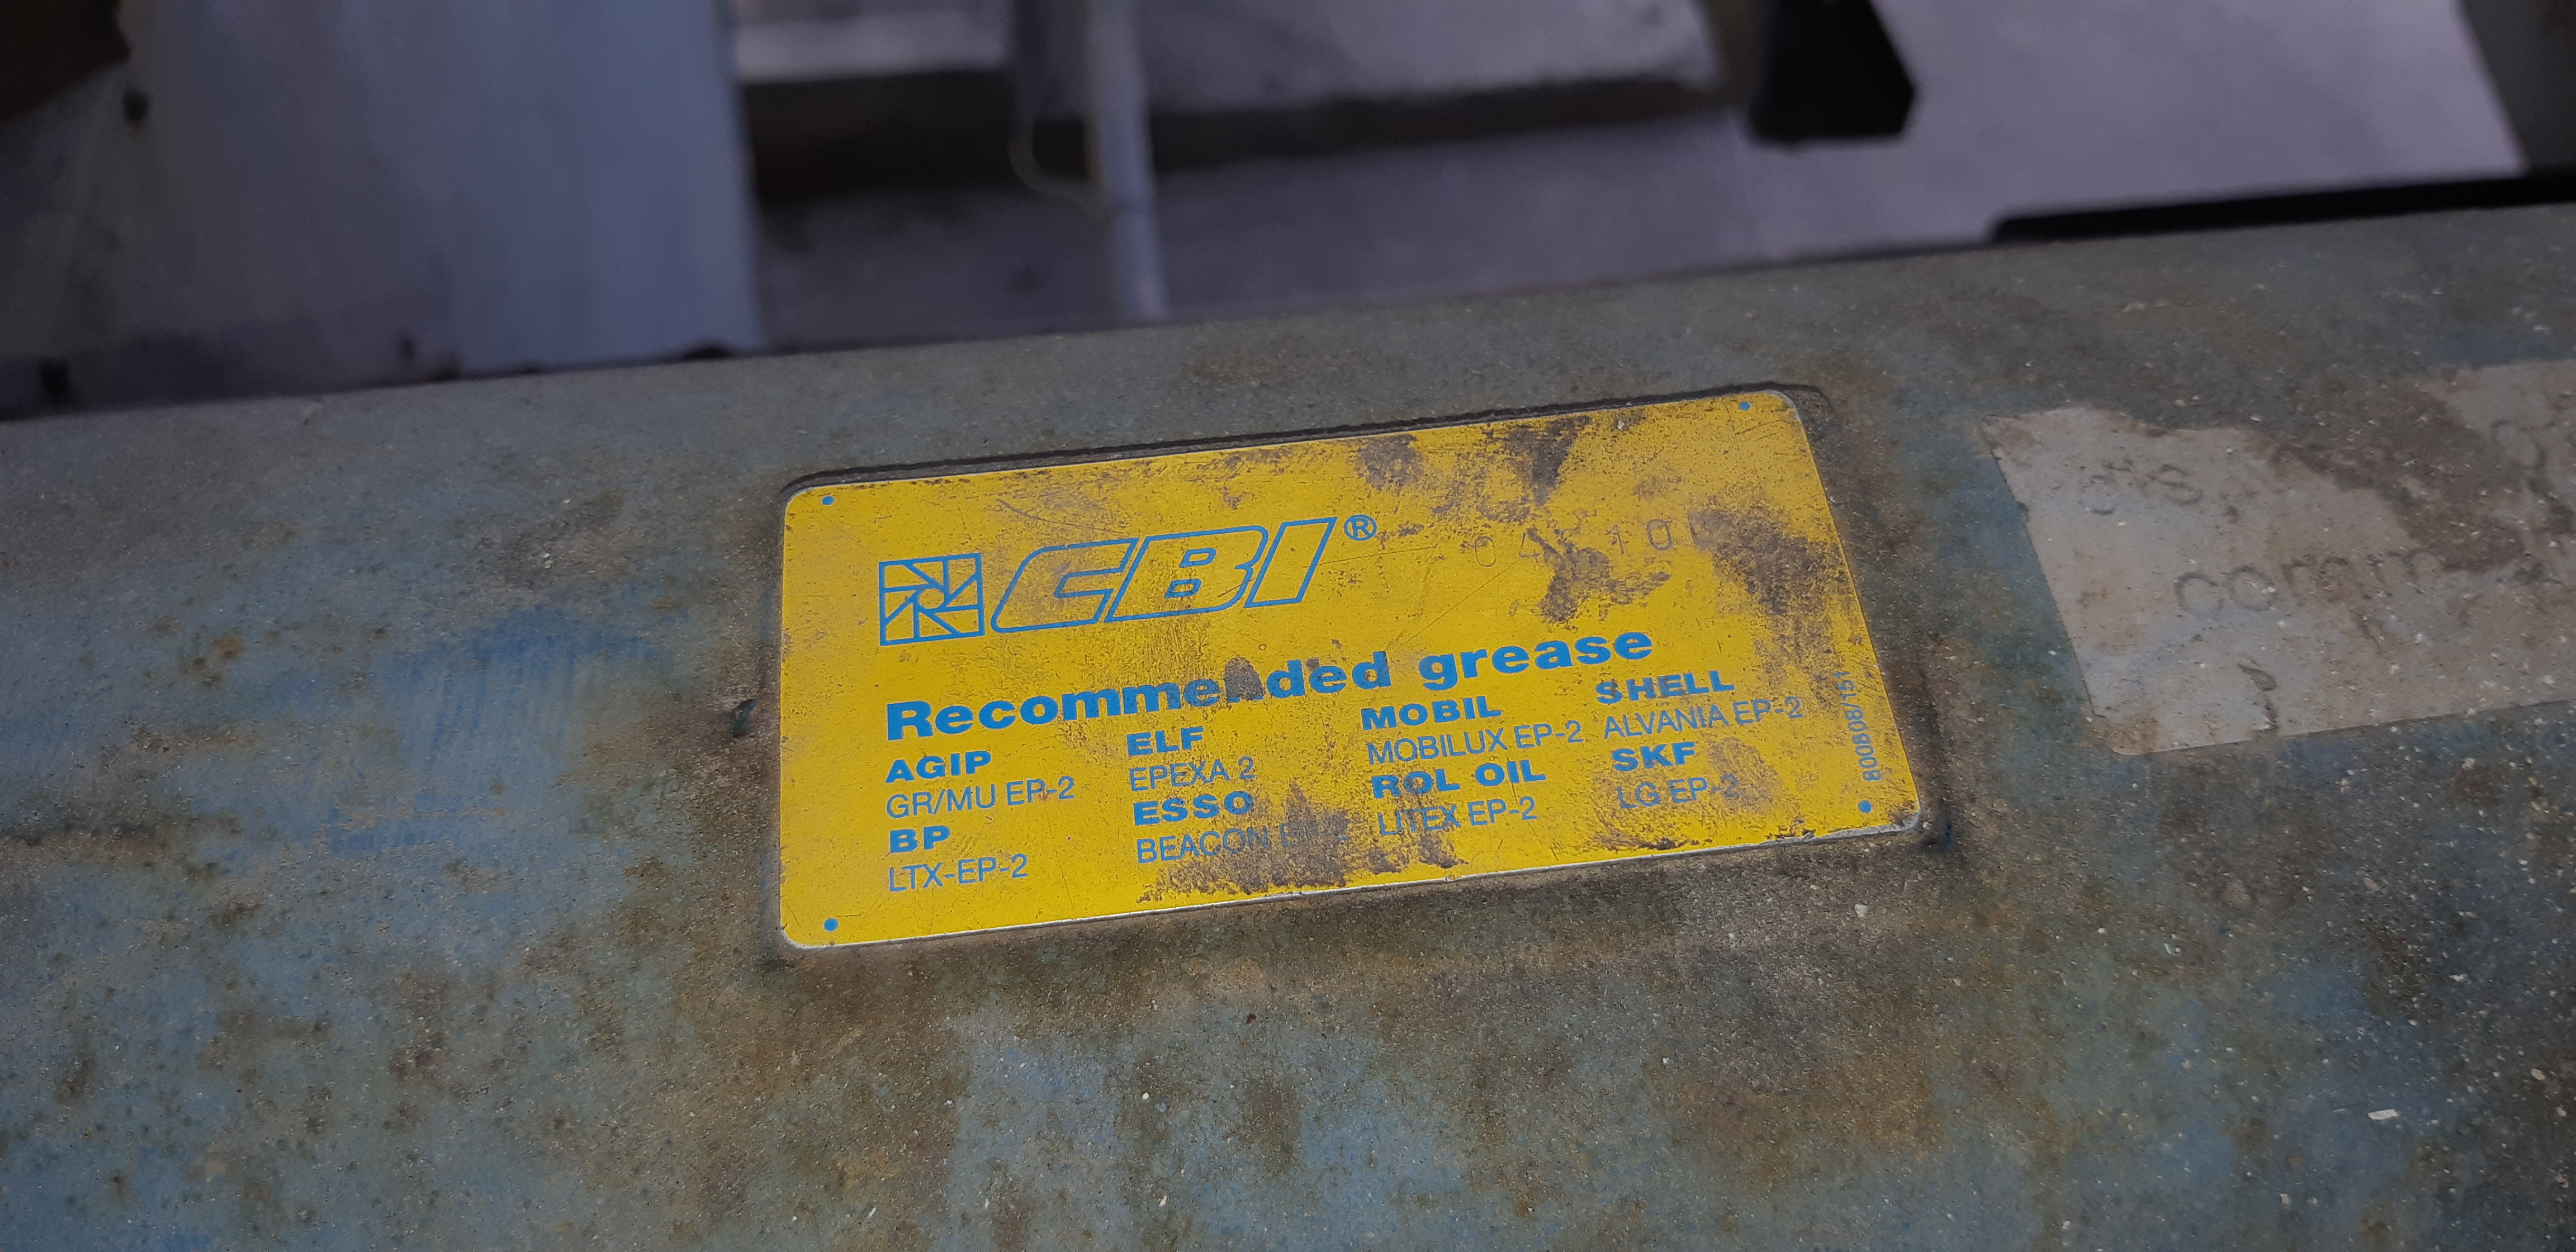 CBI®
Recommended grease
AGIP
GR/MU EP-2
BP
LTX-EP-2
ELF
EPEXA 2
ESSO
BEACON
MOBIL
MOBILUX EP-2
ROL OIL
LITEX EP-2
SHELL
ALVANIA EP-2
SKF
LG EP-2